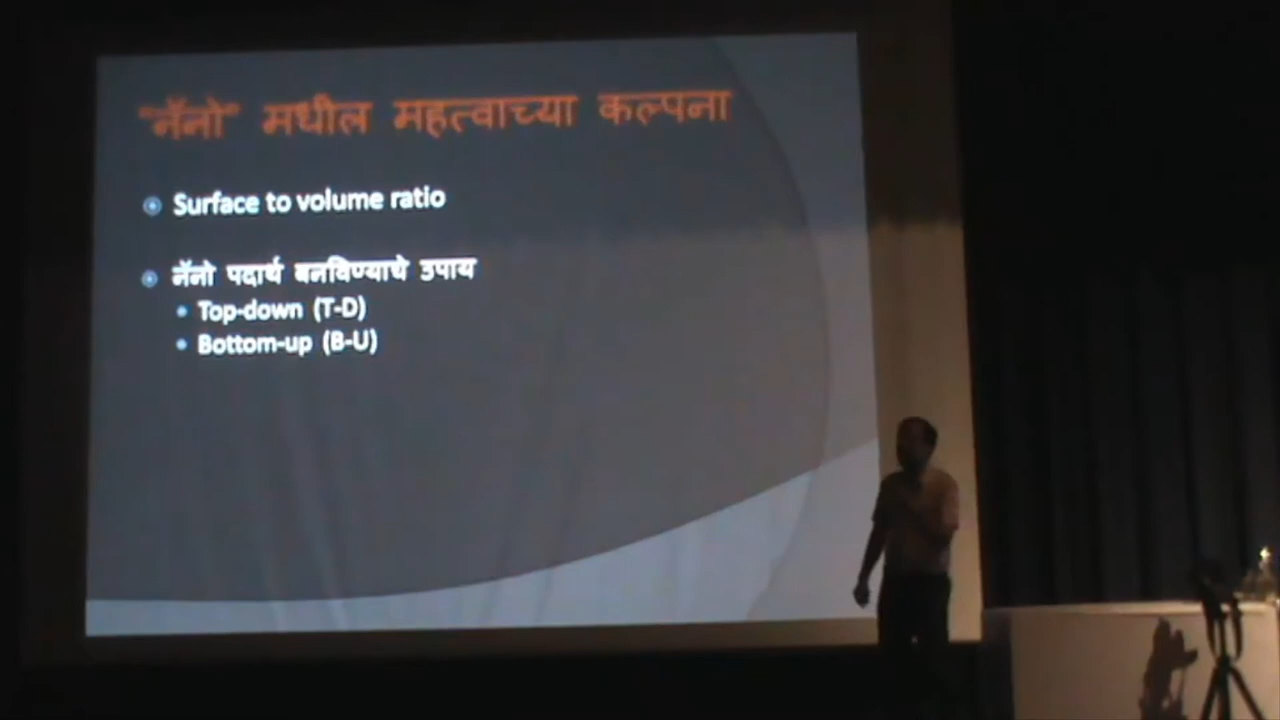 "नॅनो" मधील महत्वाच्या कल्पना
Surface to volume ratio
नॅनो पदार्थ बनविण्याचे उपाय
Top-down (T-D)
Bottom-up (B-U)